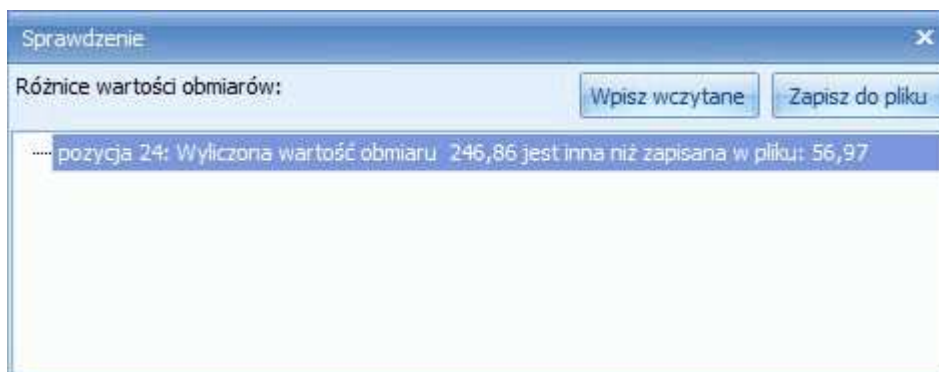 Sprawdzenie
Różnice wartości obmiarów:
Wpisz wczytane
Zapisz do pliku
pozycja 24: Wyliczona wartość obmiaru 246,86 jest inna niż zapisana w pliku: 56,97